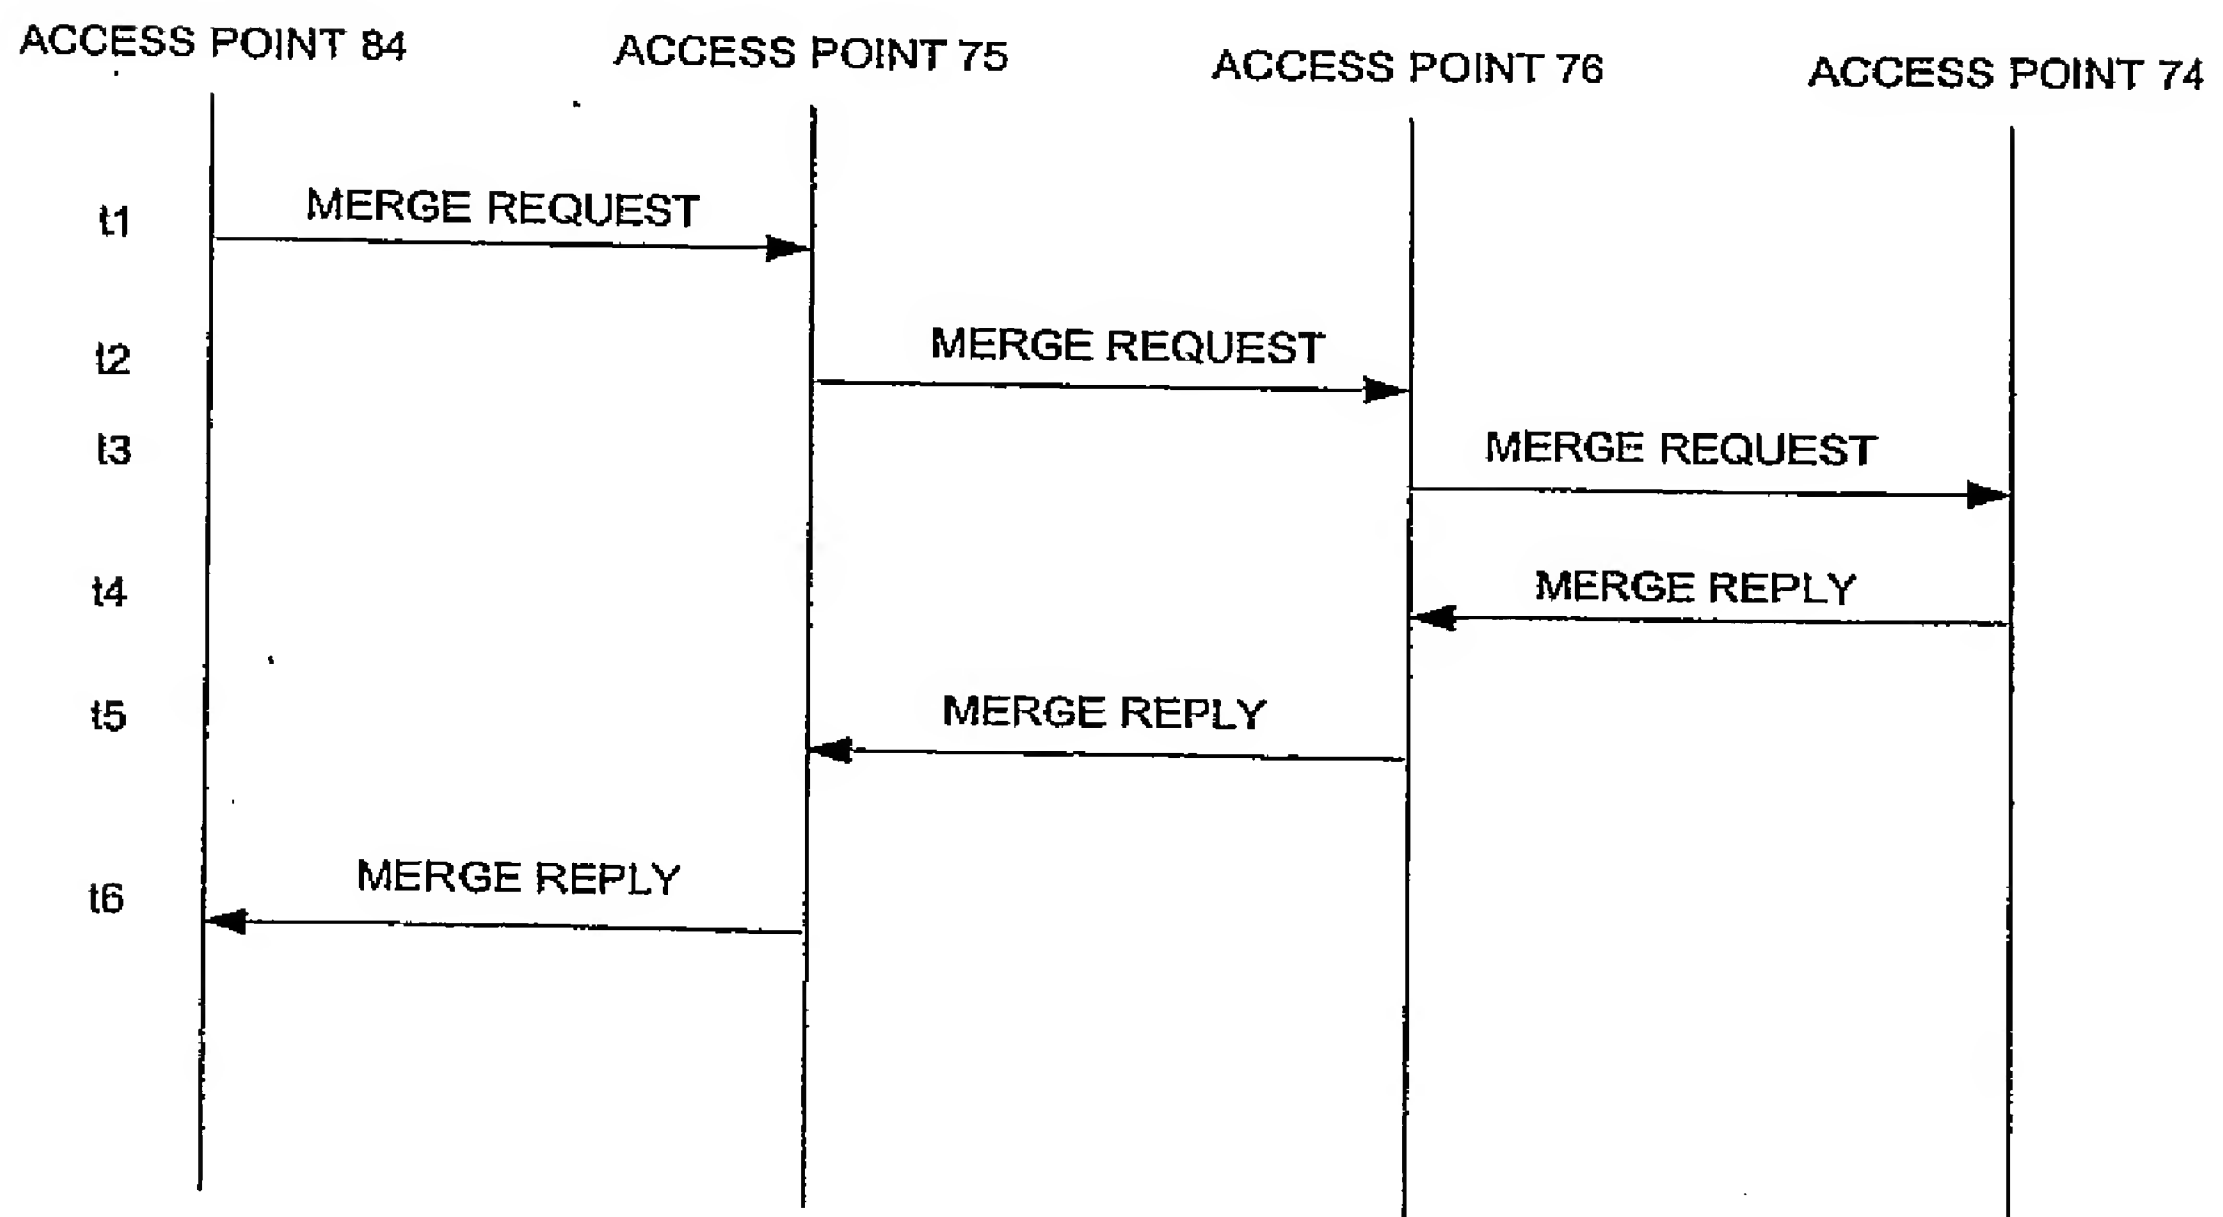 ACCESS POINT 84
ACCESS POINT 75
ACCESS POINT 76
ACCESS POINT 74
t1
MERGE REQUEST
t2
MERGE REQUEST
t3
MERGE REQUEST
t4
MERGE REPLY
t5
MERGE REPLY
t6
MERGE REPLY